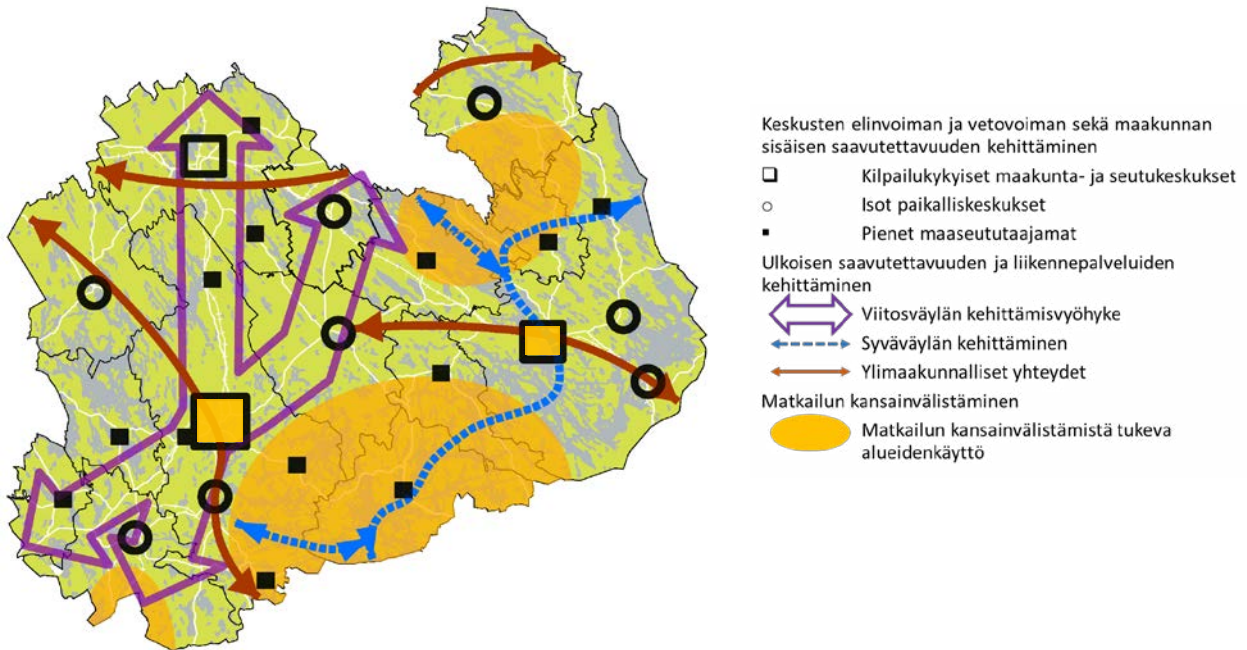 Keskusten elinvoiman ja vetovoiman sekä maakunnan
sisäisen saavutettavuuden kehittäminen
Kilpailukykyiset maakunta- ja seutukeskukset
Isot paikalliskeskukset
Pienet maaseututaajamat
Ulkoisen saavutettavuuden ja liikennepalveluiden
kehittäminen
Viitosväylän kehittämisvyöhyke
Syväväylän kehittäminen
Ylimaakunnalliset yhteydet
Matkailun kansainvälistäminen
Matkailun kansainvälistämistä tukeva
alueidenkäyttö